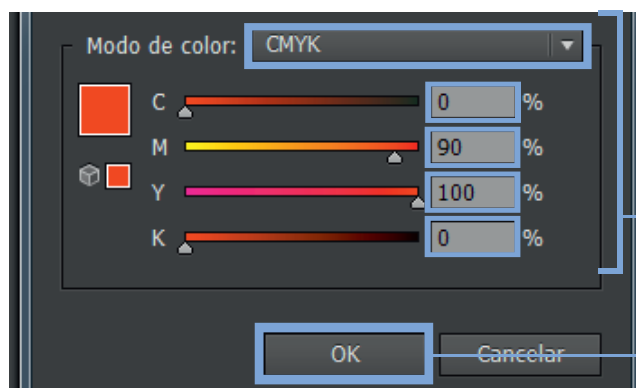 Modo de color: CMYK
C 0 %
M 90 %
Y 100 %
K 0 %
OK Cancelar